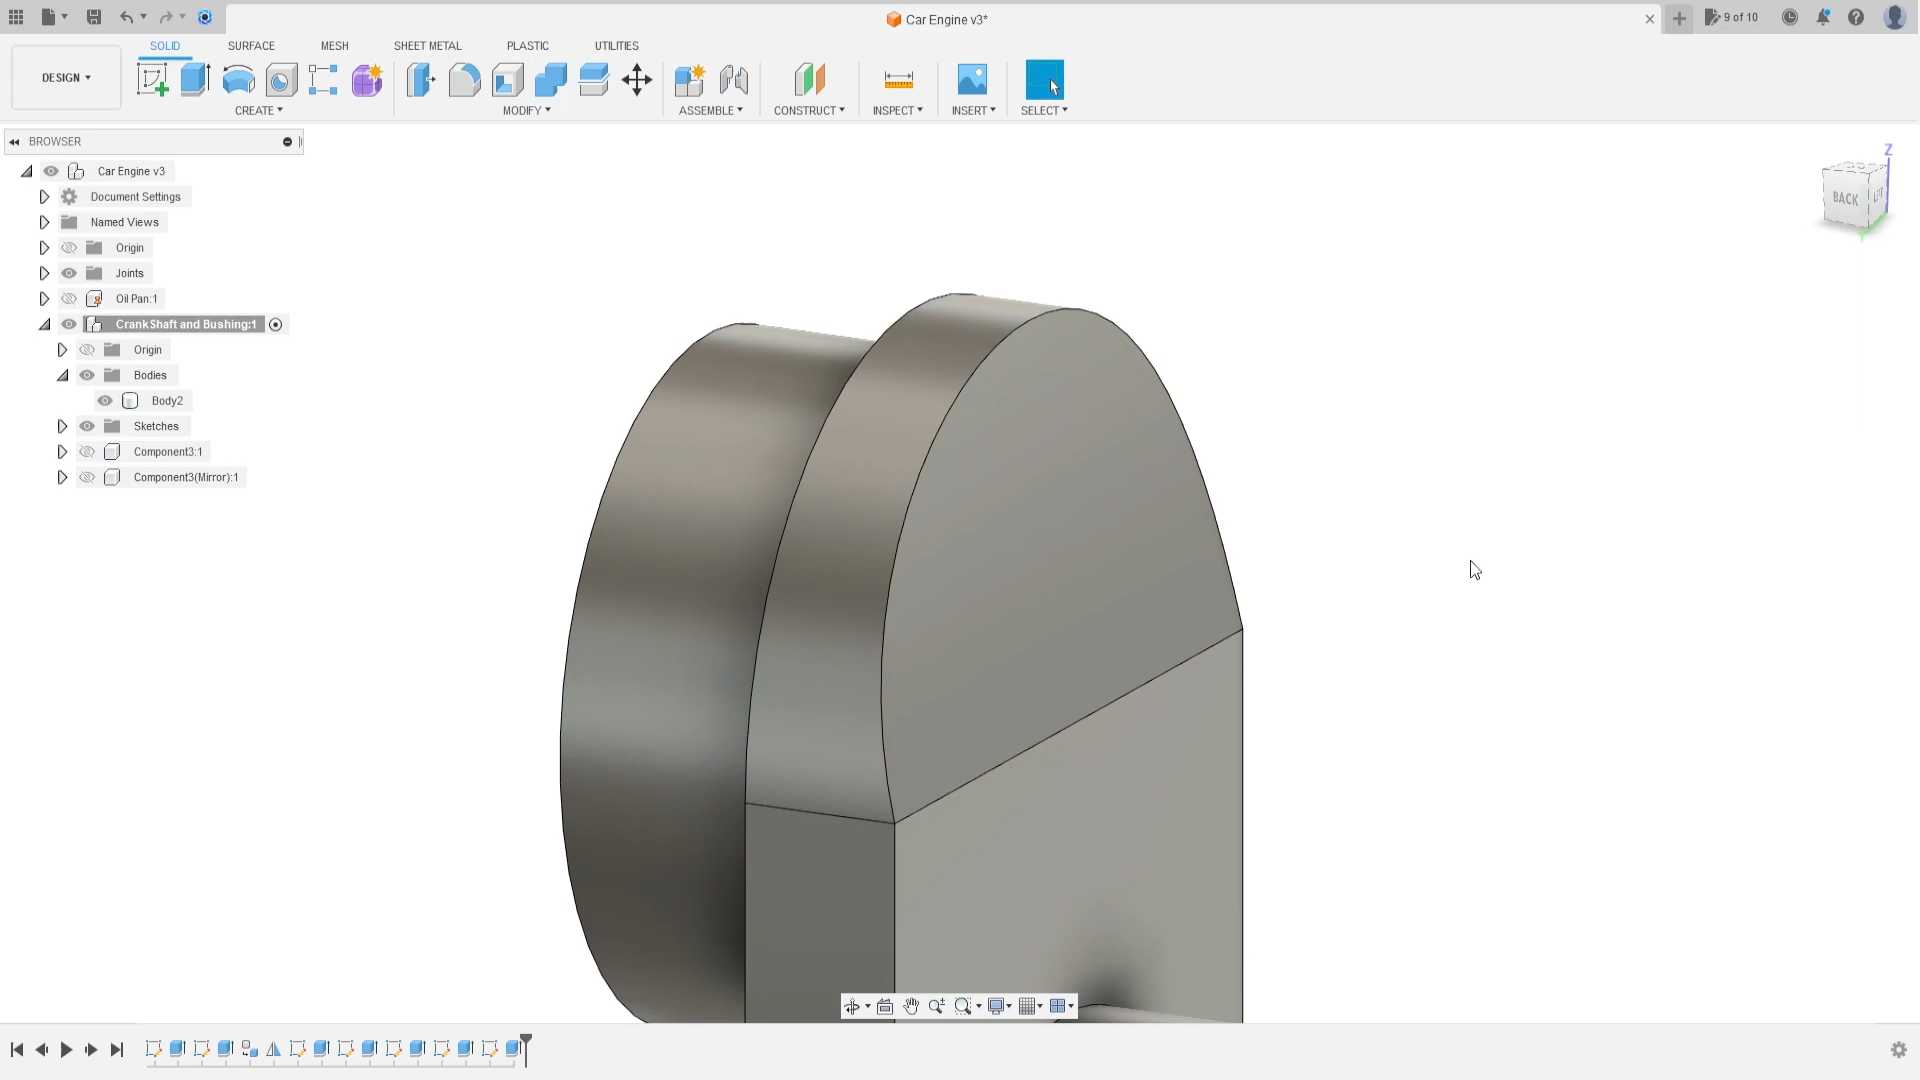 Car Engine v3*
9 of 10
SOLID SURFACE MESH SHEET METAL PLASTIC UTILITIES
DESIGN
CREATE MODIFY ASSEMBLE CONSTRUCT INSPECT INSERT SELECT
BROWSER
Car Engine v3
Document Settings
Named Views
Origin
Joints
Oil Pan:1
CrankShaft and Bushing:1
Origin
Bodies
Body2
Sketches
Component3:1
Component3(Mirror):1
Z
BACK
LEFT